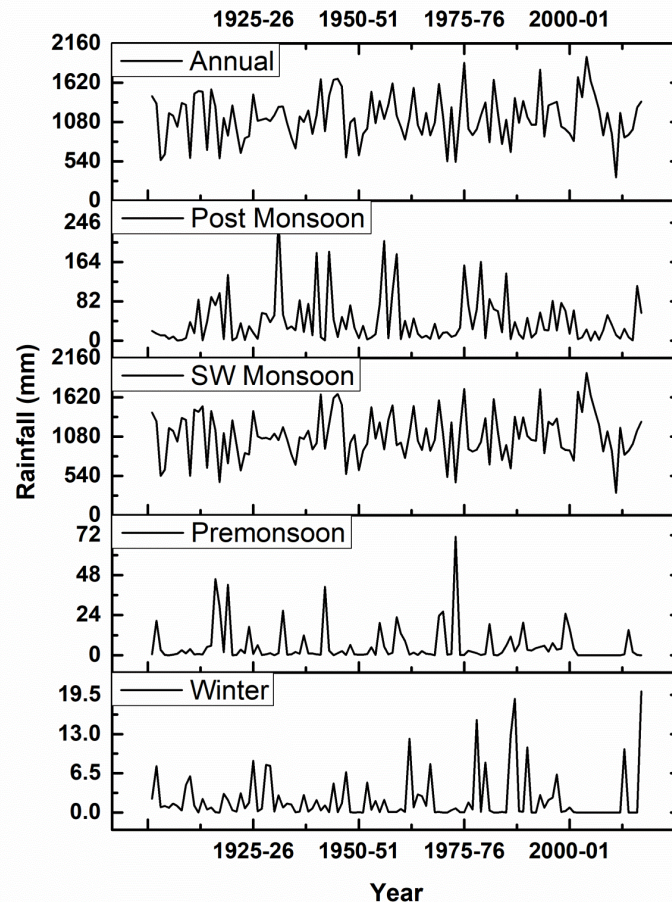 1925-26 1950-51 1975-76 2000-01
2160
Annual
1620
1080
540
0
Post Monsoon
246
164
82
0
2160
SW Monsoon
1620
1080
540
0
Premonsoon
72
48
24
0
Winter
19.5
13.0
6.5
0.0
Rainfall (mm)
1925-26 1950-51 1975-76 2000-01
Year